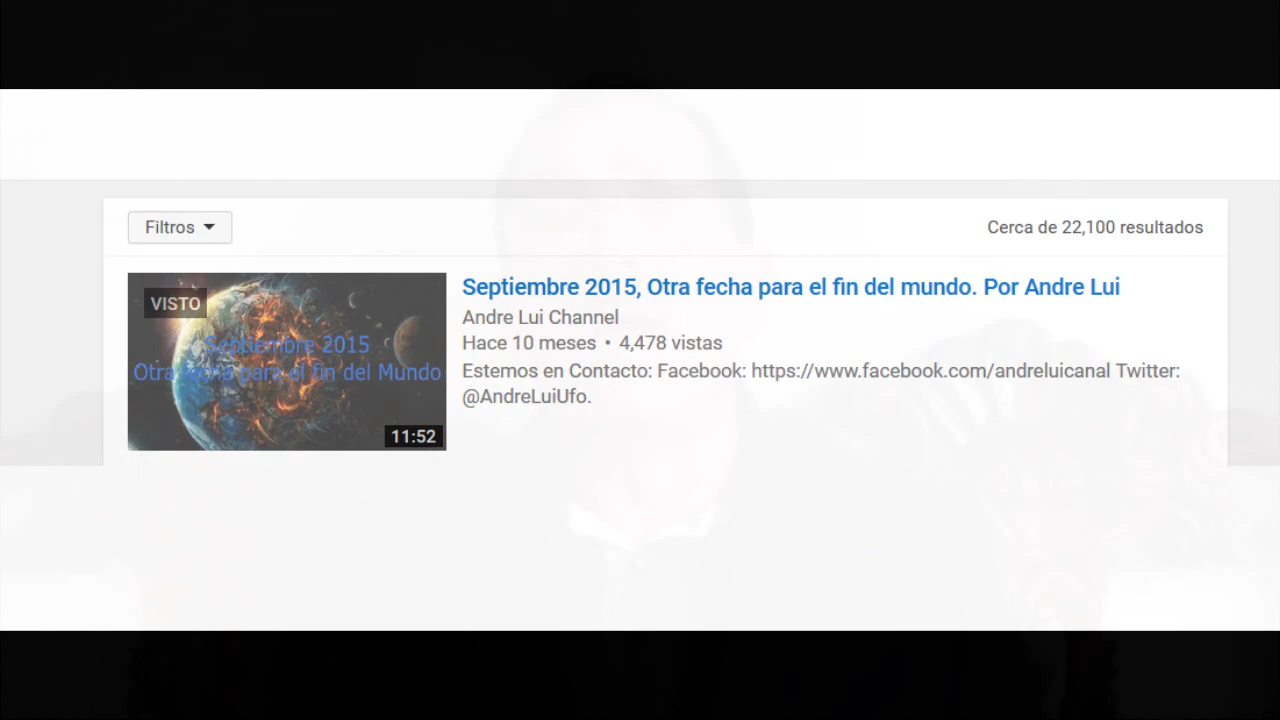 Filtros
Cerca de 22,100 resultados
VISTO
Septiembre 2015
Otra fecha para el fin del Mundo
11:52
Septiembre 2015, Otra fecha para el fin del mundo. Por Andre Lui
Andre Lui Channel
Hace 10 meses • 4,478 vistas
Estemos en Contacto: Facebook: https://www.facebook.com/andreluicanal Twitter:
@AndreLuiUfo.